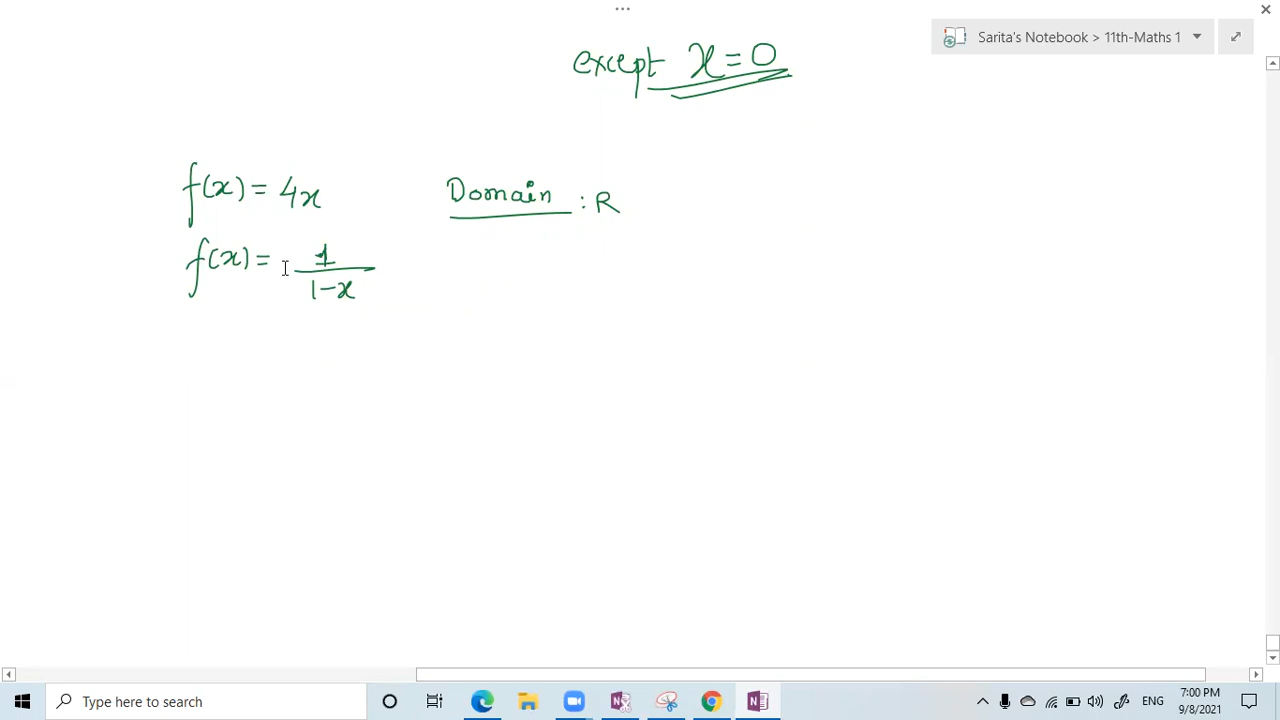 Sarita's Notebook > 11th-Maths 1
except x = 0
f(x) = 4x Domain : R
f(x) = 1/(1-x)
Type here to search
ENG
7:00 PM
9/8/2021